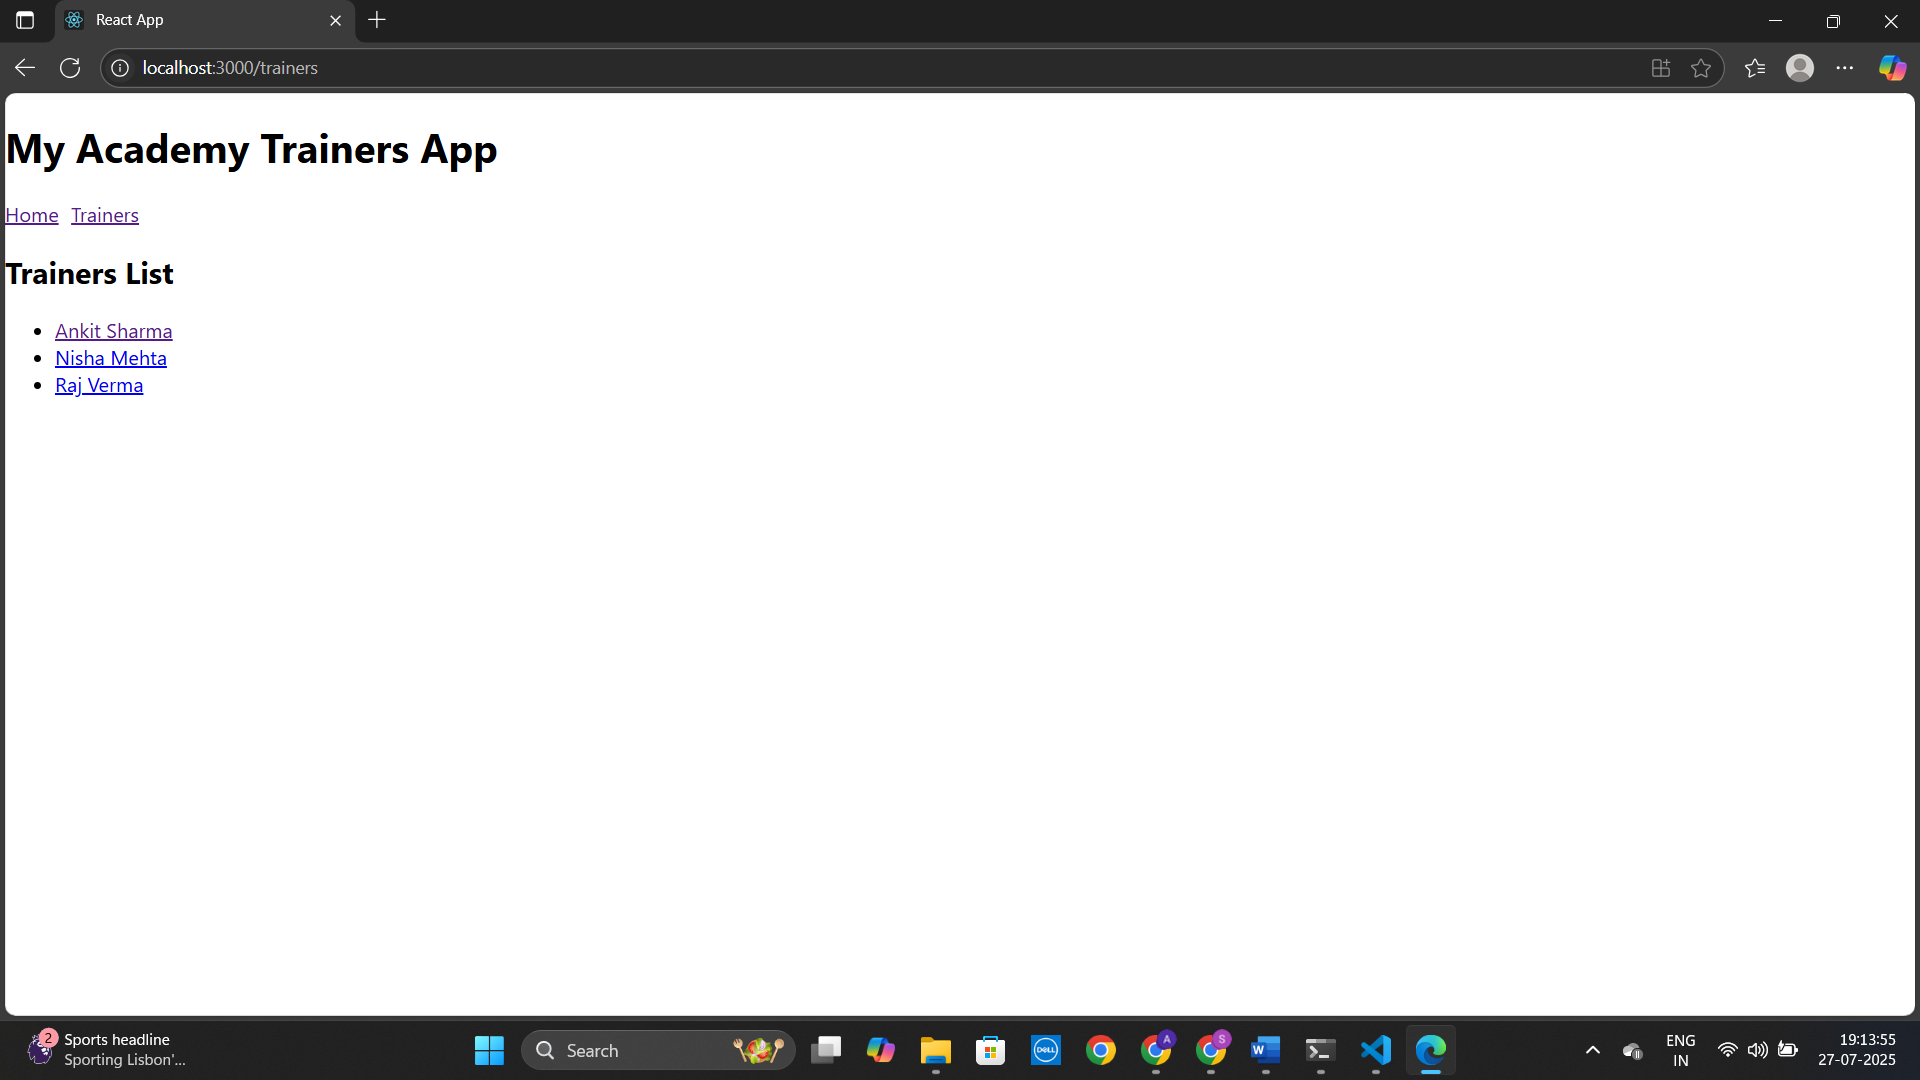 React App
localhost:3000/trainers
My Academy Trainers App
Home Trainers
Trainers List
Ankit Sharma
Nisha Mehta
Raj Verma
2
Sports headline
Sporting Lisbon'...
Search
DELL
A
S
W
ENG
IN
19:13:55
27-07-2025